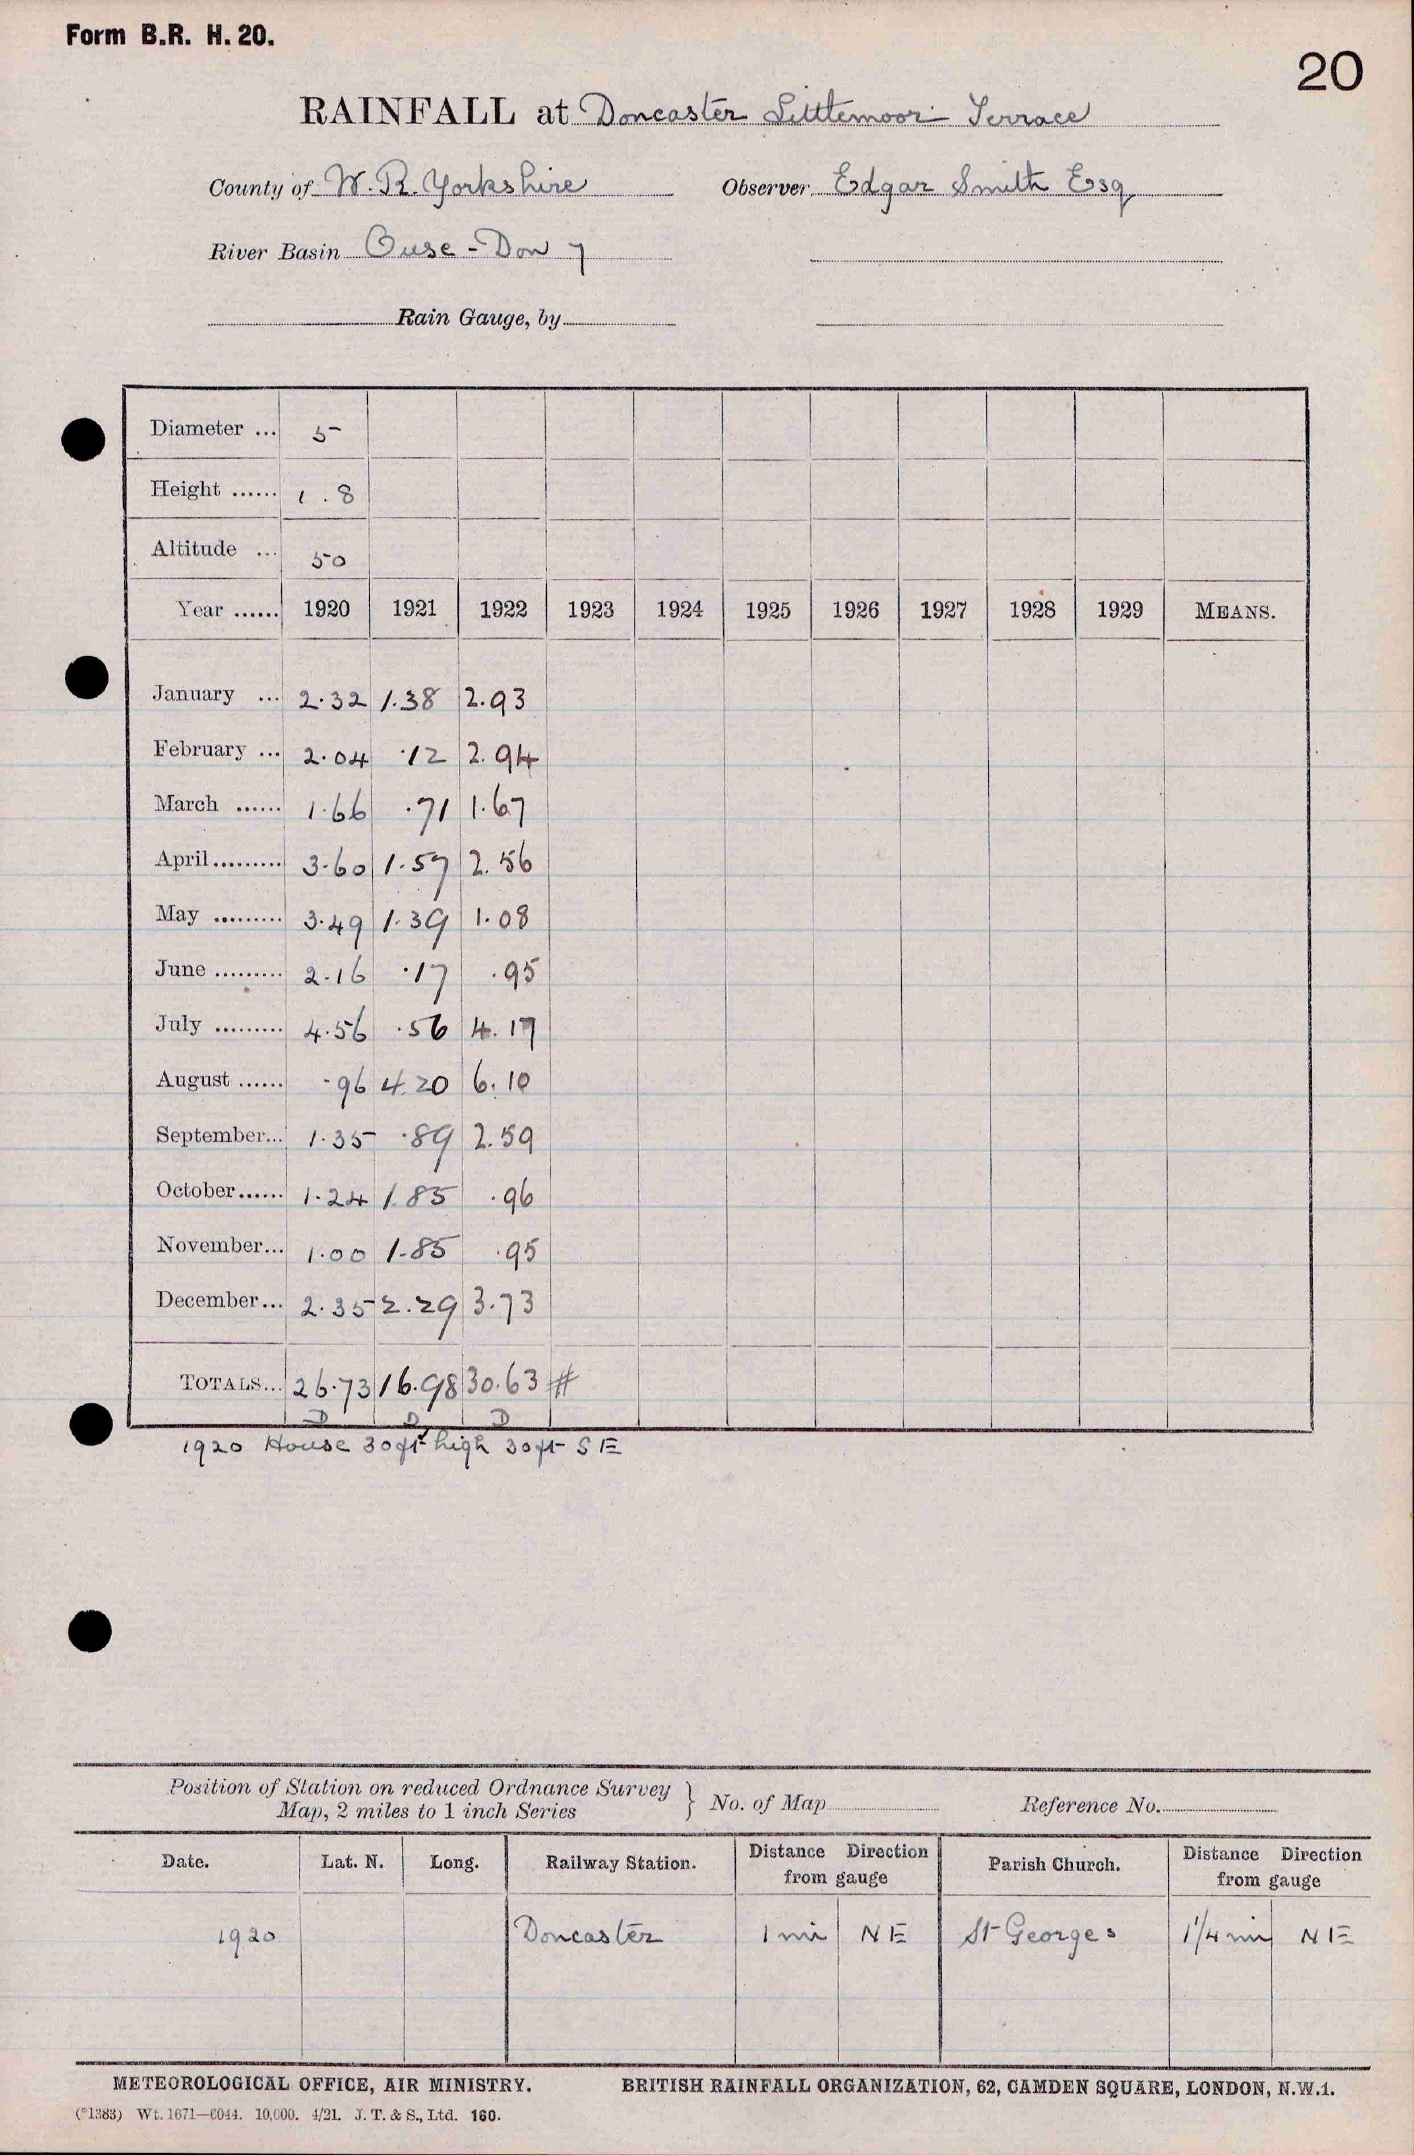 Form B.R. H. 20.
20
RAINFALL at Doncaster Littlemoor Terrace
County of W. R. Yorkshire Observer Edgar Smith Esq
River Basin Ouse - Don 7
Rain Gauge, by
Diameter ... 5
Height ...... 1.8
Altitude ... 50
Year ...... 1920 1921 1922 1923 1924 1925 1926 1927 1928 1929 MEANS.
January ... 2.32 1.38 2.93
February ... 2.04 .12 2.94
March ...... 1.66 .71 1.67
April ......... 3.60 1.57 2.56
May ......... 3.49 1.39 1.08
June ......... 2.16 .17 .95
July ......... 4.56 .56 4.17
August ...... .96 4.20 6.10
September... 1.35 .89 2.59
October...... 1.24 1.85 .96
November... 1.00 1.85 .95
December... 2.35 2.29 3.73
TOTALS... 26.73 16.98 30.63 #
D D D
1920 House 30ft high 30ft SE
Position of Station on reduced Ordnance Survey
Map, 2 miles to 1 inch Series } No. of Map Reference No.
Date. Lat. N. Long. Railway Station. Distance Direction from gauge Parish Church. Distance Direction from gauge
1920 Doncaster 1 mi NE St Georges 1 1/4 mi NE
METEOROLOGICAL OFFICE, AIR MINISTRY. BRITISH RAINFALL ORGANIZATION, 62, CAMDEN SQUARE, LONDON, N.W.1.
(*1383) Wt. 1671—6044. 10,000. 4/21. J. T. & S., Ltd. 160.